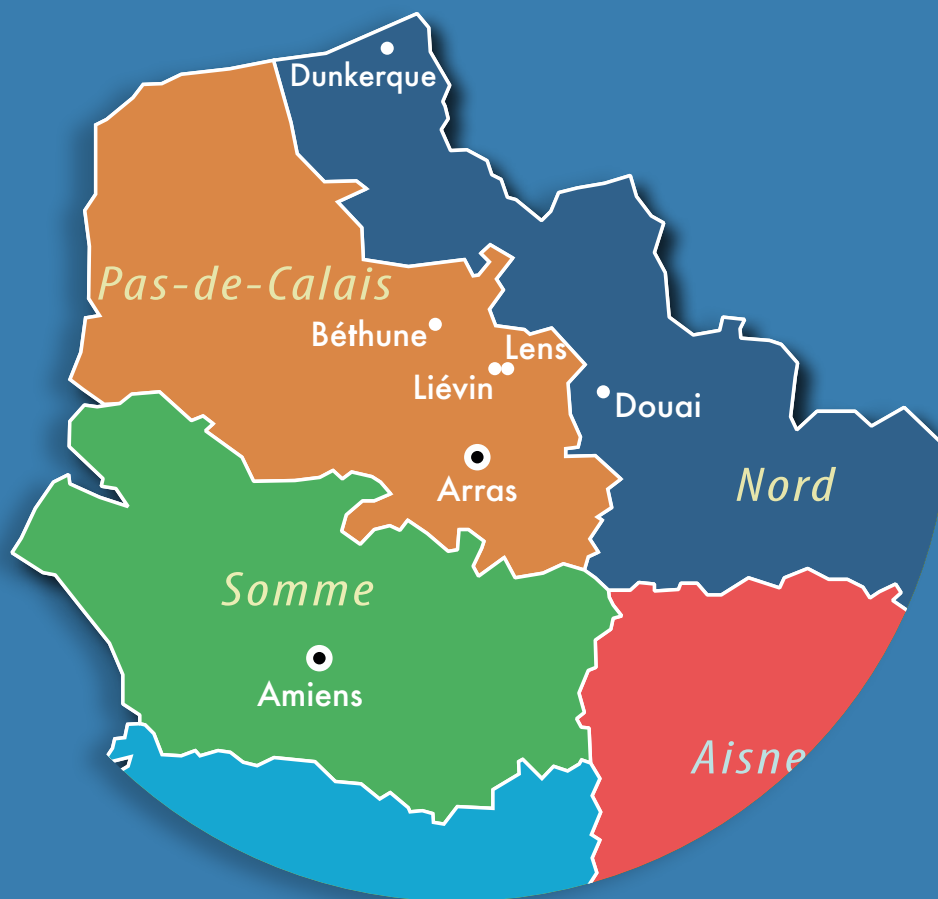 Dunkerque
Pas-de-Calais
Béthune
Lens
Liévin
Douai
Arras
Nord
Somme
Amiens
Aisne